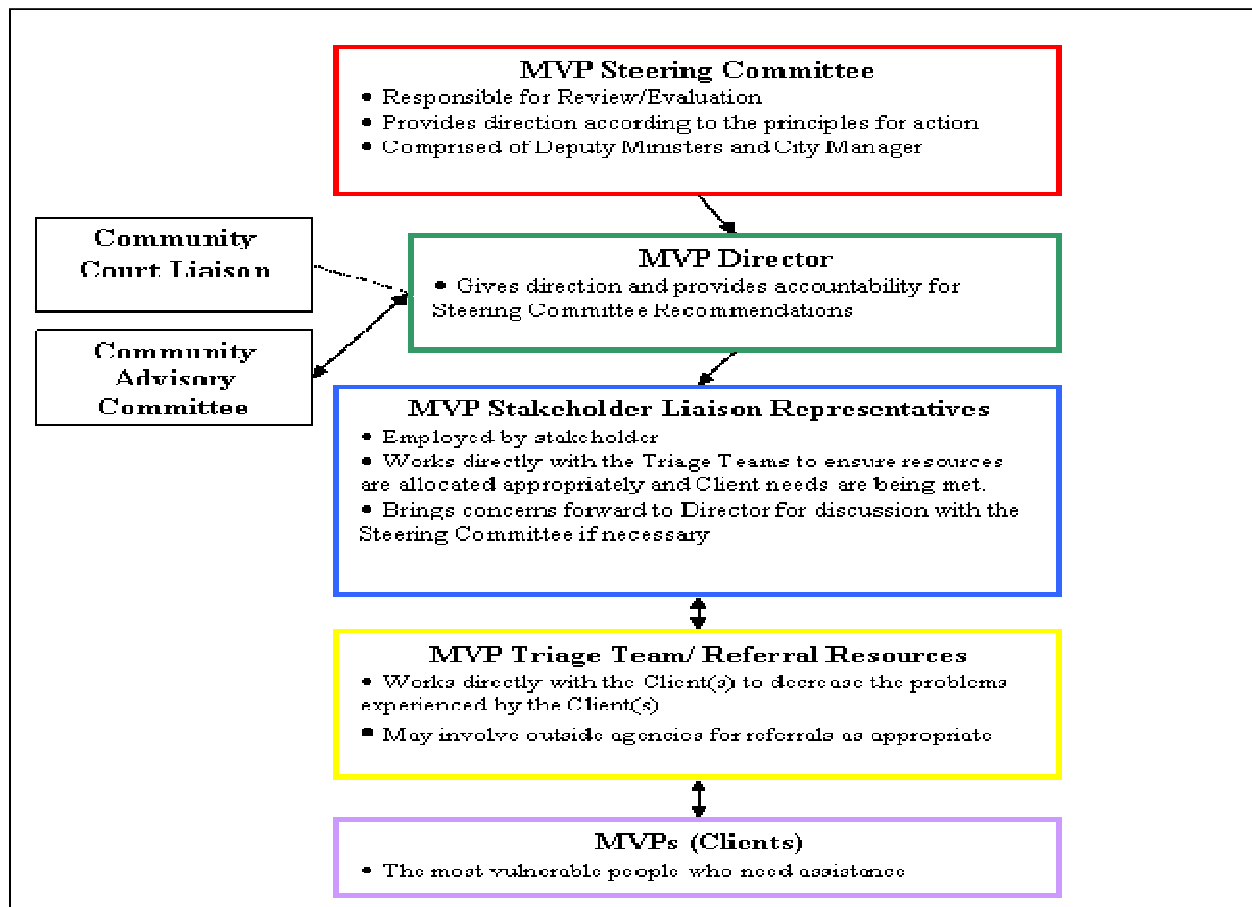 MVP Steering Committee
• Responsible for Review/Evaluation
• Provides direction according to the principles for action
• Comprised of Deputy Ministers and City Manager
Community
Court Liaison
MVP Director
• Gives direction and provides accountability for
Steering Committee Recommendations
Community
Advisory
Committee
MVP Stakeholder Liaison Representatives
• Employed by stakeholder
• Works directly with the Triage Teams to ensure resources
are allocated appropriately and Client needs are being met.
• Brings concerns forward to Director for discussion with the
Steering Committee if necessary
MVP Triage Team/ Referral Resources
• Works directly with the Client(s) to decrease the problems
experienced by the Client(s)
• May involve outside agencies for referrals as appropriate
MVPs (Clients)
• The most vulnerable people who need assistance